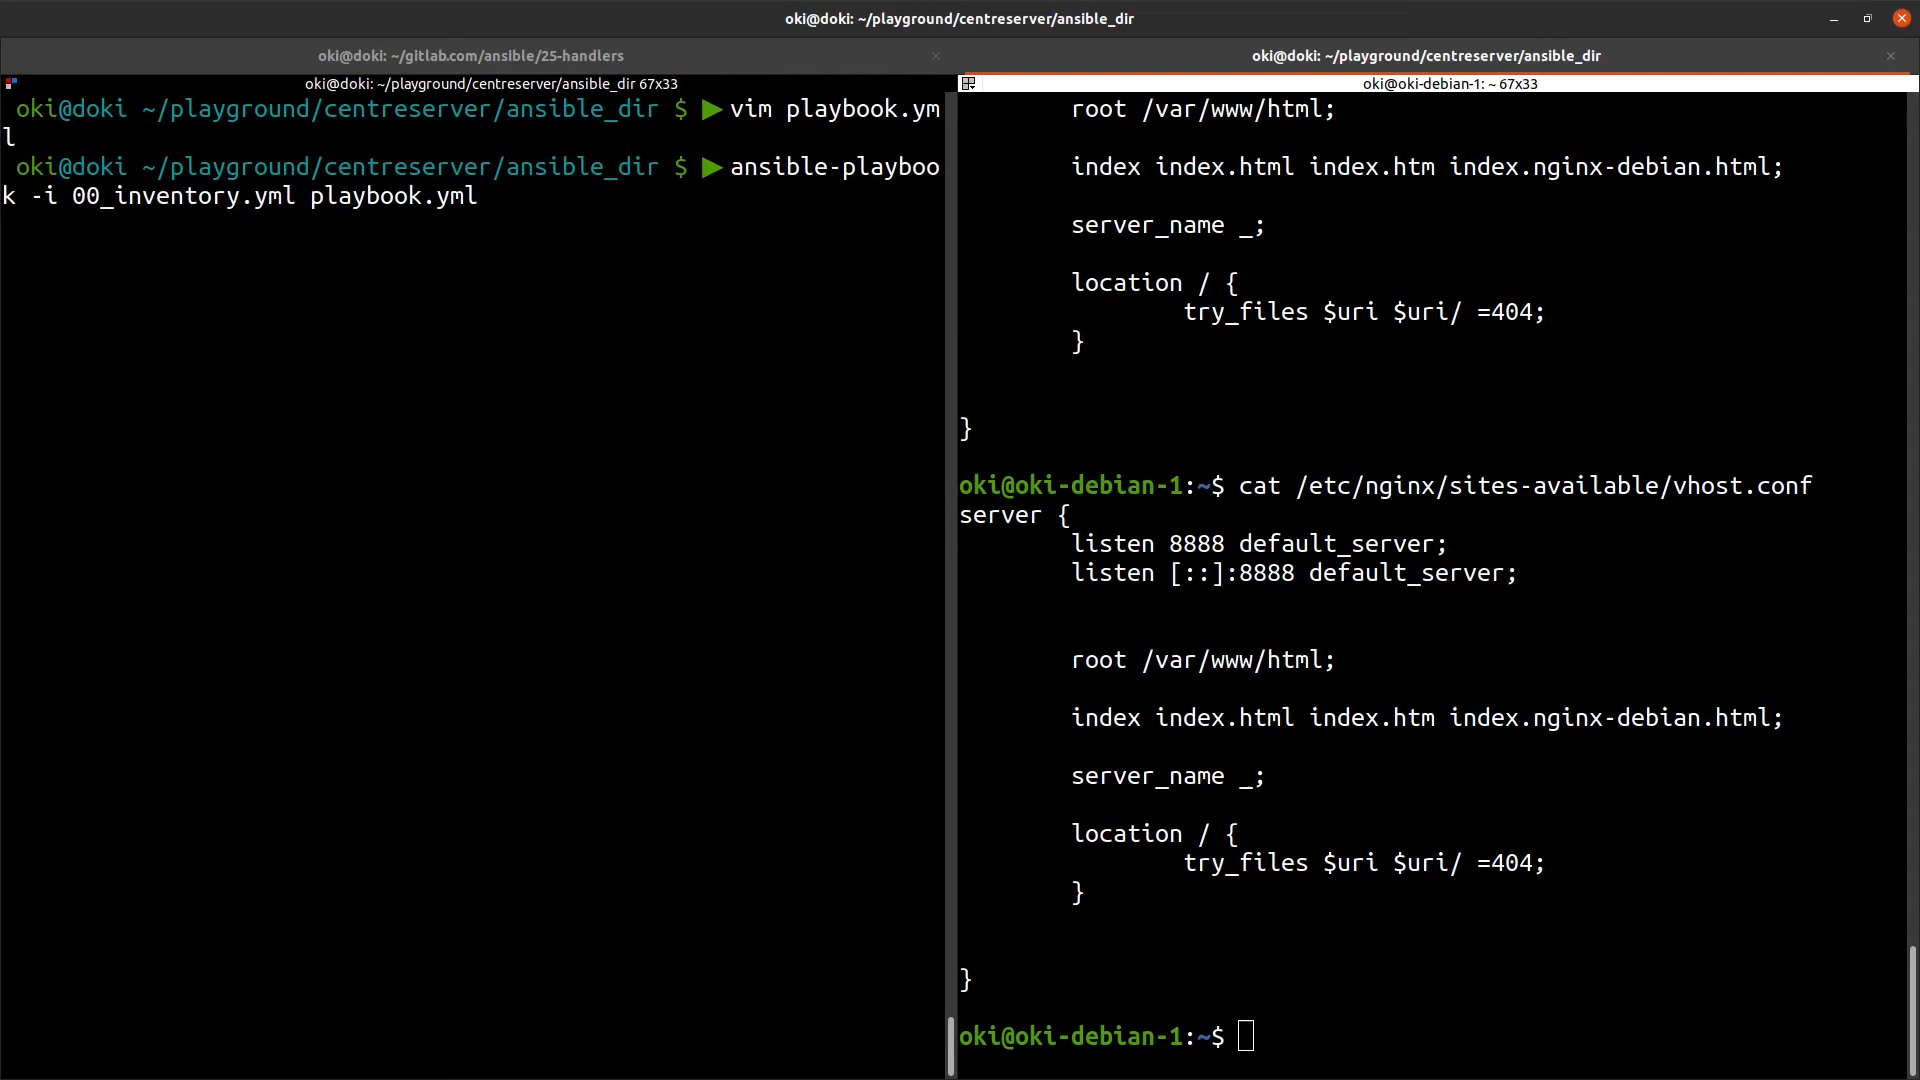 oki@doki: ~/playground/centreserver/ansible_dir
oki@doki: ~/gitlab.com/ansible/25-handlers
oki@doki: ~/playground/centreserver/ansible_dir
oki@doki: ~/playground/centreserver/ansible_dir 67x33
oki@doki ~/playground/centreserver/ansible_dir $ ▶vim playbook.ym
l
oki@doki ~/playground/centreserver/ansible_dir $ ▶ansible-playboo
k -i 00_inventory.yml playbook.yml
oki@oki-debian-1: ~ 67x33
root /var/www/html;
index index.html index.htm index.nginx-debian.html;
server_name _;
location / {
try_files $uri $uri/ =404;
}
}
oki@oki-debian-1:~$ cat /etc/nginx/sites-available/vhost.conf
server {
listen 8888 default_server;
listen [::]:8888 default_server;
root /var/www/html;
index index.html index.htm index.nginx-debian.html;
server_name _;
location / {
try_files $uri $uri/ =404;
}
}
oki@oki-debian-1:~$